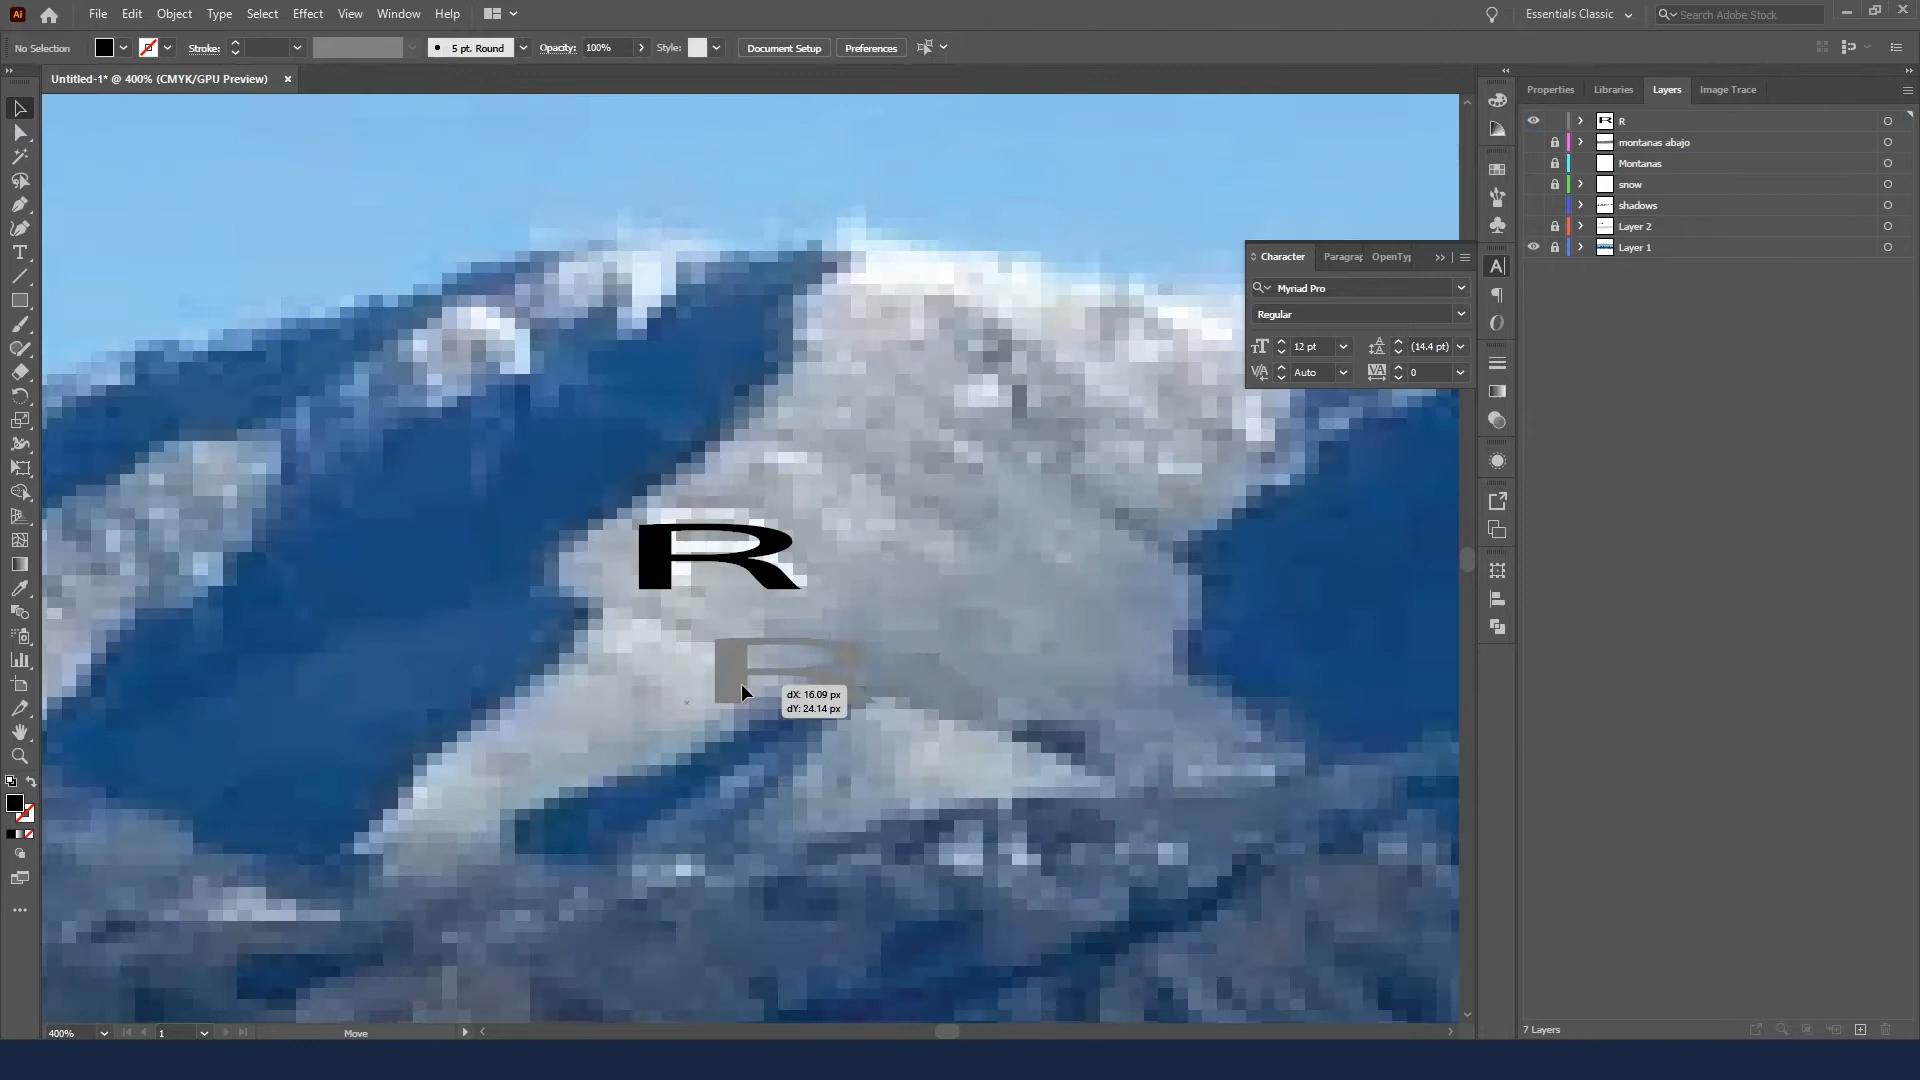 Ai File Edit Object Type Select Effect View Window Help Essentials Classic Search Adobe Stock
No Selection Stroke: 5 pt. Round Opacity: 100% Style: Document Setup Preferences
Untitled-1* @ 400% (CMYK/GPU Preview)
Properties Libraries Layers Image Trace
R
montanas abajo
Montanas
snow
shadows
Layer 2
Layer 1
Character Paragra OpenTy
Myriad Pro
Regular
12 pt (14.4 pt)
Auto 0
R
R
dX: 16.09 px
dY: 24.14 px
400% 1 Move
7 Layers